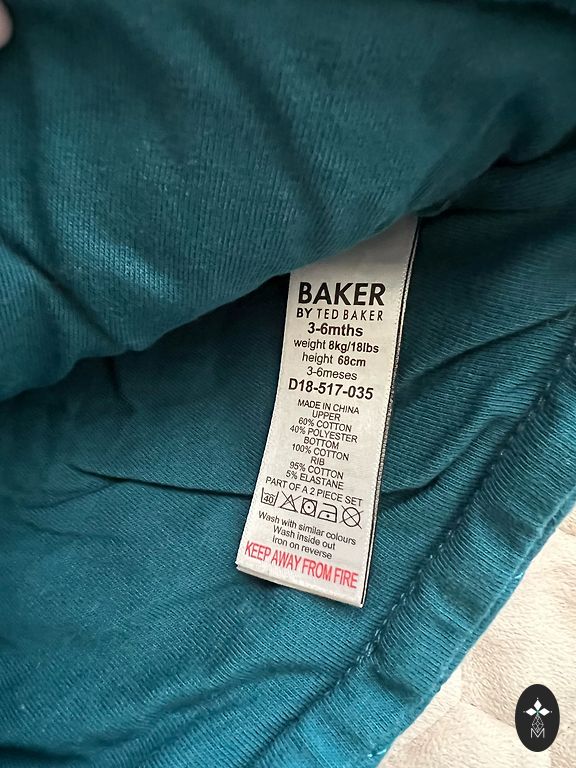 BAKER
BY TED BAKER
3-6mths
weight 8kg/18lbs
height 68cm
3-6meses
D18-517-035
MADE IN CHINA
UPPER
60% COTTON
40% POLYESTER
BOTTOM
100% COTTON
RIB
95% COTTON
5% ELASTANE
PART OF A 2 PIECE SET
40
Wash with similar colours
Wash inside out
iron on reverse
KEEP AWAY FROM FIRE
M